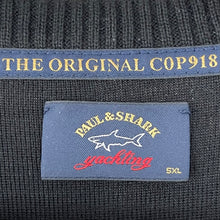 THE ORIGINAL COP918
PAUL & SHARK
yachting
5XL